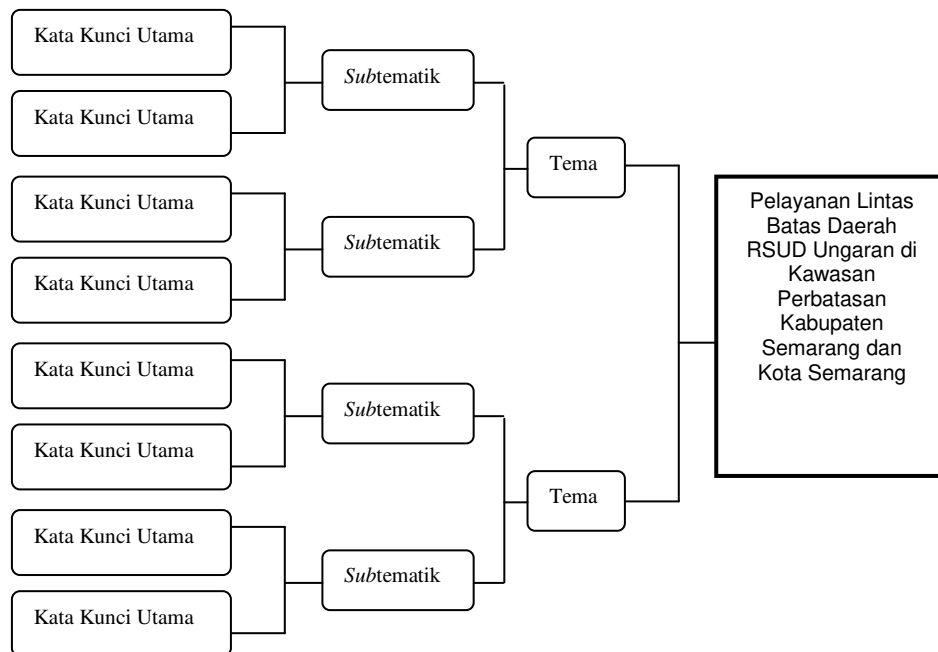 Kata Kunci Utama
Kata Kunci Utama
Kata Kunci Utama
Kata Kunci Utama
Kata Kunci Utama
Kata Kunci Utama
Kata Kunci Utama
Kata Kunci Utama
Subtematik
Subtematik
Subtematik
Subtematik
Tema
Tema
Pelayanan Lintas
Batas Daerah
RSUD Ungaran di
Kawasan
Perbatasan
Kabupaten
Semarang dan
Kota Semarang